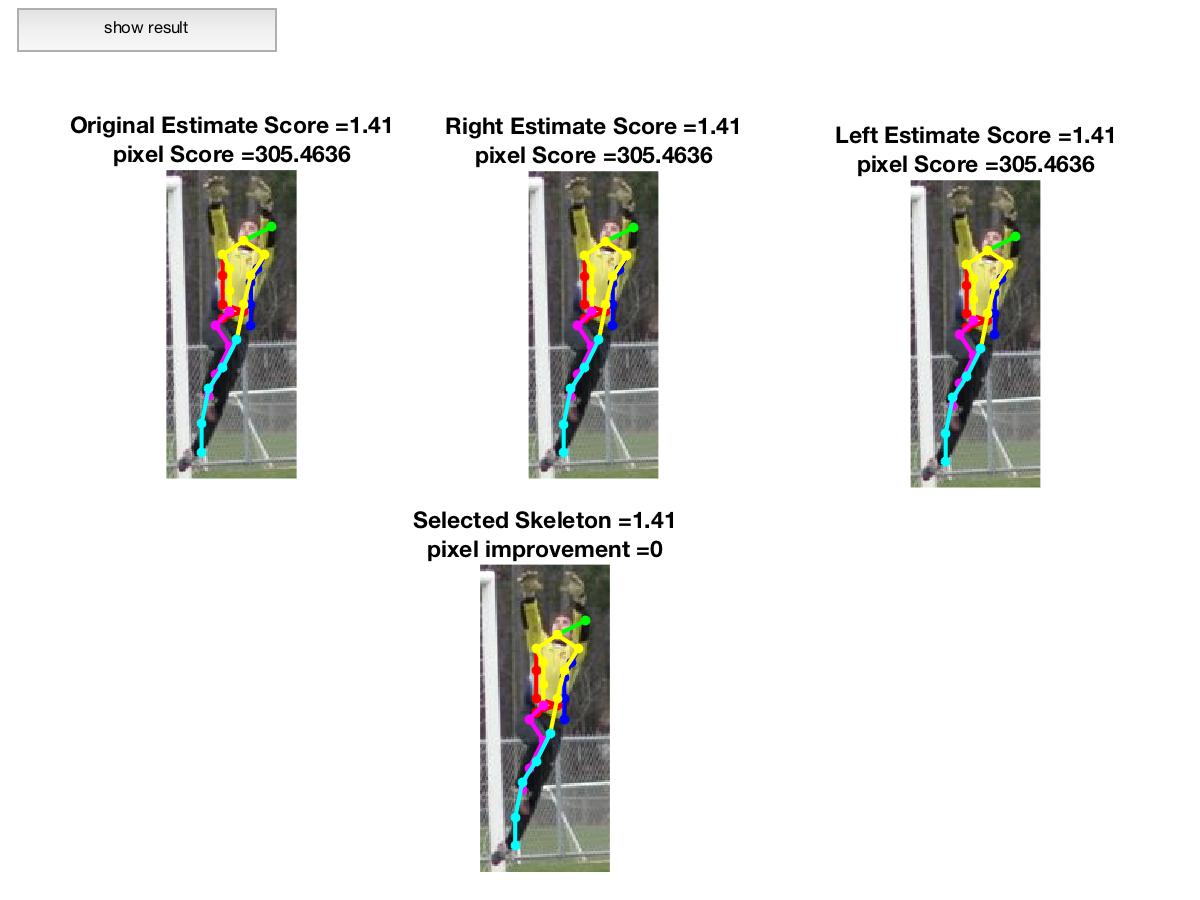 show result
Original Estimate Score =1.41
pixel Score =305.4636
Right Estimate Score =1.41
pixel Score =305.4636
Left Estimate Score =1.41
pixel Score =305.4636
Selected Skeleton =1.41
pixel improvement =0